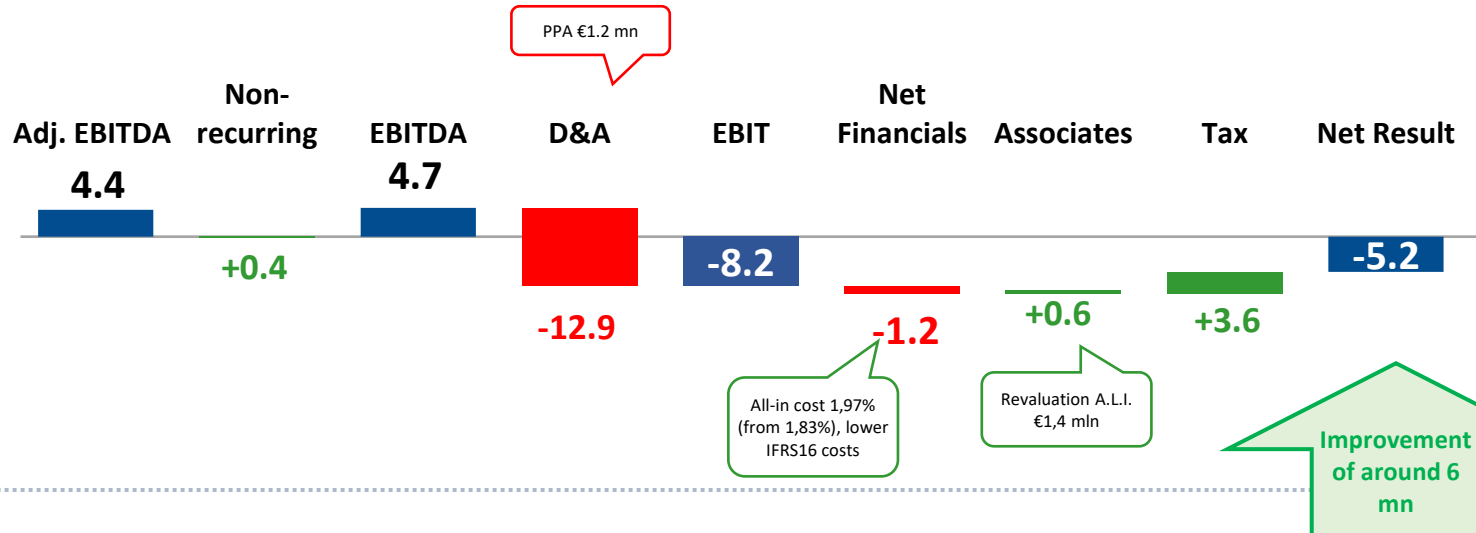 PPA €1.2 mn
Non-
recurring
Net
Financials
Adj. EBITDA
EBITDA
D&A
EBIT
Associates
Tax
Net Result
4.4
4.7
+0.4
-12.9
-8.2
-1.2
+0.6
+3.6
-5.2
All-in cost 1,97%
(from 1,83%), lower
IFRS16 costs
Revaluation A.L.I.
€1,4 mln
Improvement
of around 6
mn